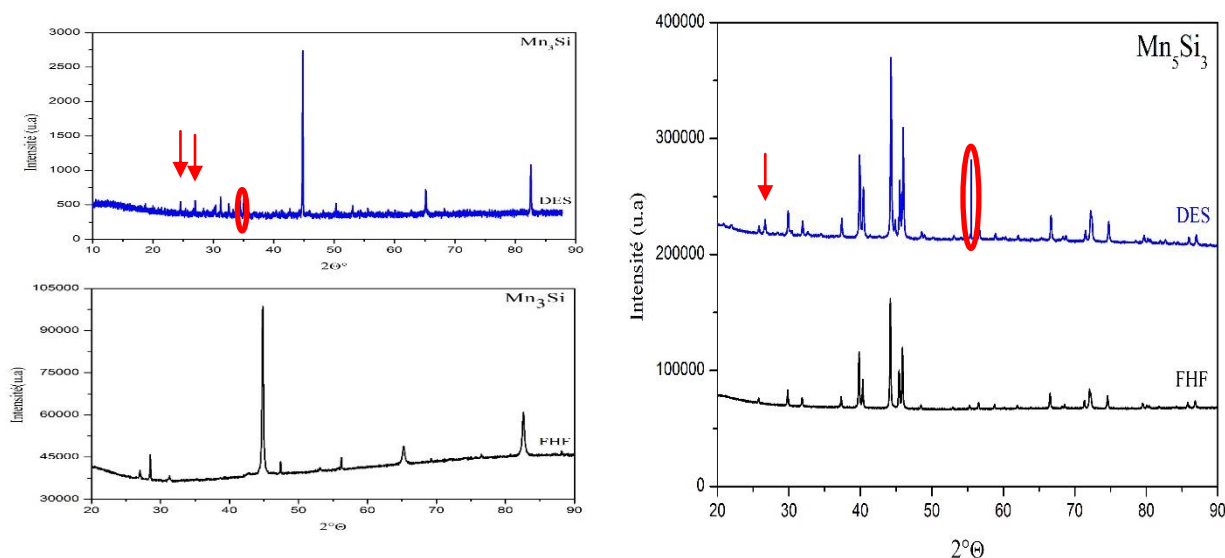 3000
2500
2000
1500
1000
500
0
Intensité (u.a)
Mn3Si
DES
10 20 30 40 50 60 70 80 90
2Θ°
105000
90000
75000
60000
45000
30000
Intensité(u.a)
Mn3Si
FHF
20 30 40 50 60 70 80 90
2°Θ
400000
300000
200000
100000
0
Intensité (u.a)
Mn5Si3
DES
FHF
20 30 40 50 60 70 80 90
2°Θ